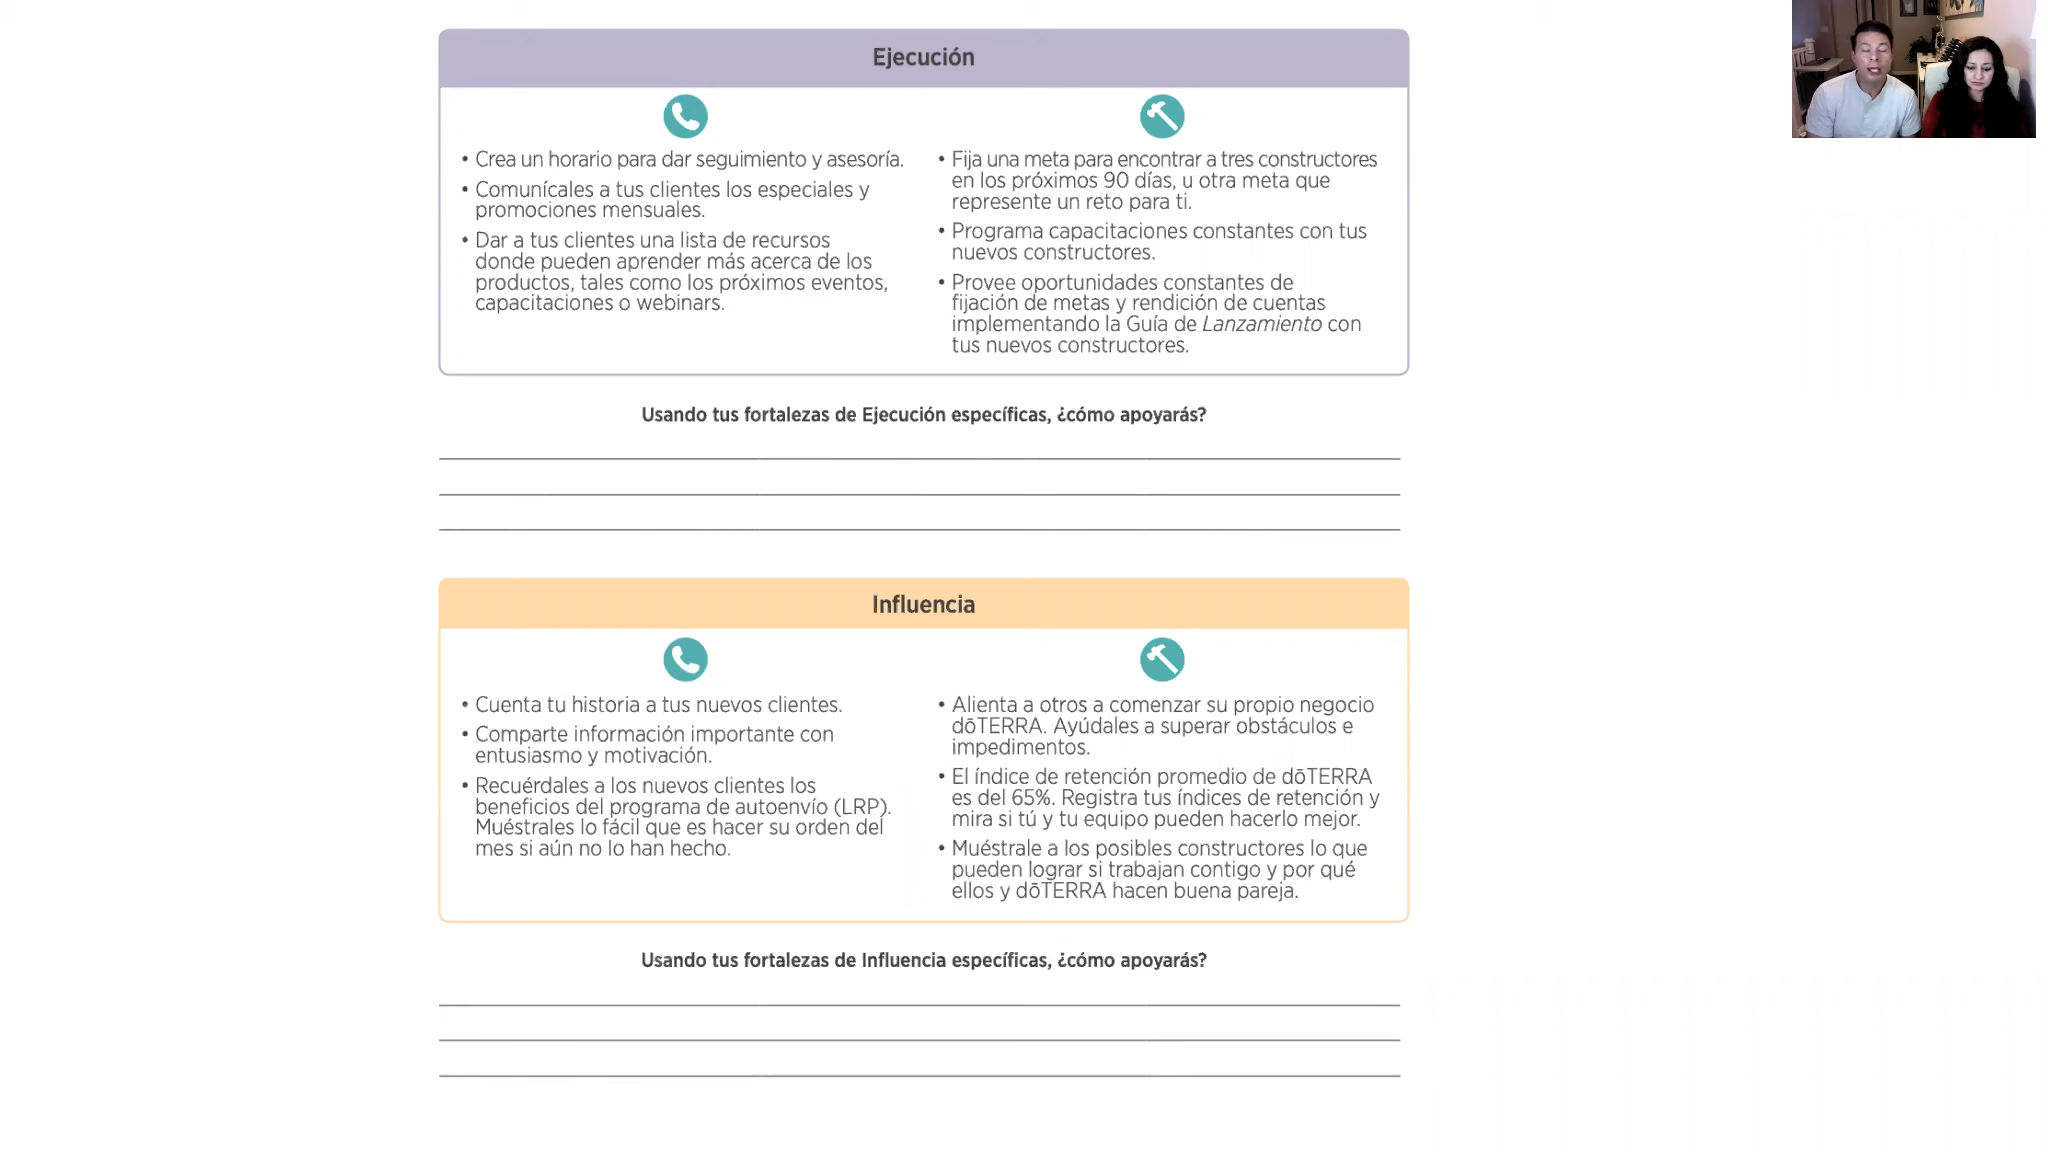 Ejecución
• Crea un horario para dar seguimiento y asesoría.
• Comunícales a tus clientes los especiales y
promociones mensuales.
• Dar a tus clientes una lista de recursos
donde pueden aprender más acerca de los
productos, tales como los próximos eventos,
capacitaciones o webinars.
• Fija una meta para encontrar a tres constructores
en los próximos 90 días, u otra meta que
represente un reto para ti.
• Programa capacitaciones constantes con tus
nuevos constructores.
• Provee oportunidades constantes de
fijación de metas y rendición de cuentas
implementando la Guía de Lanzamiento con
tus nuevos constructores.
Usando tus fortalezas de Ejecución específicas, ¿cómo apoyarás?
Influencia
• Cuenta tu historia a tus nuevos clientes.
• Comparte información importante con
entusiasmo y motivación.
• Recuérdales a los nuevos clientes los
beneficios del programa de autoenvío (LRP).
Muéstrales lo fácil que es hacer su orden del
mes si aún no lo han hecho.
• Alienta a otros a comenzar su propio negocio
dōTERRA. Ayúdales a superar obstáculos e
impedimentos.
• El índice de retención promedio de dōTERRA
es del 65%. Registra tus índices de retención y
mira si tú y tu equipo pueden hacerlo mejor.
• Muéstrale a los posibles constructores lo que
pueden lograr si trabajan contigo y por qué
ellos y dōTERRA hacen buena pareja.
Usando tus fortalezas de Influencia específicas, ¿cómo apoyarás?